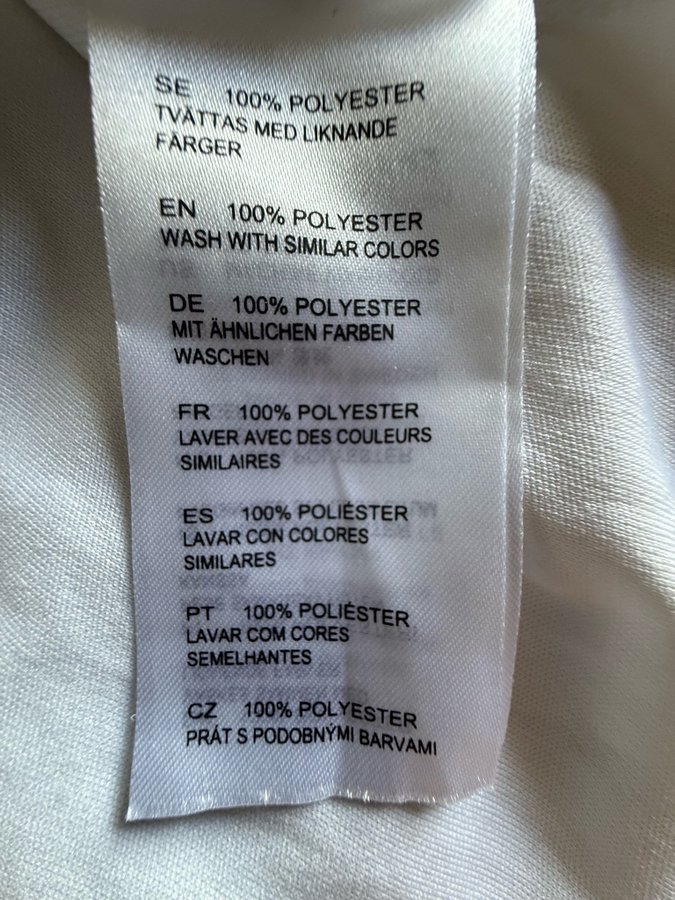 SE 100% POLYESTER
TVÄTTAS MED LIKNANDE
FÄRGER
EN 100% POLYESTER
WASH WITH SIMILAR COLORS
DE 100% POLYESTER
MIT ÄHNLICHEN FARBEN
WASCHEN
FR 100% POLYESTER
LAVER AVEC DES COULEURS
SIMILAIRES
ES 100% POLIÉSTER
LAVAR CON COLORES
SIMILARES
PT 100% POLIÉSTER
LAVAR COM CORES
SEMELHANTES
CZ 100% POLYESTER
PRÁT S PODOBNÝMI BARVAMI